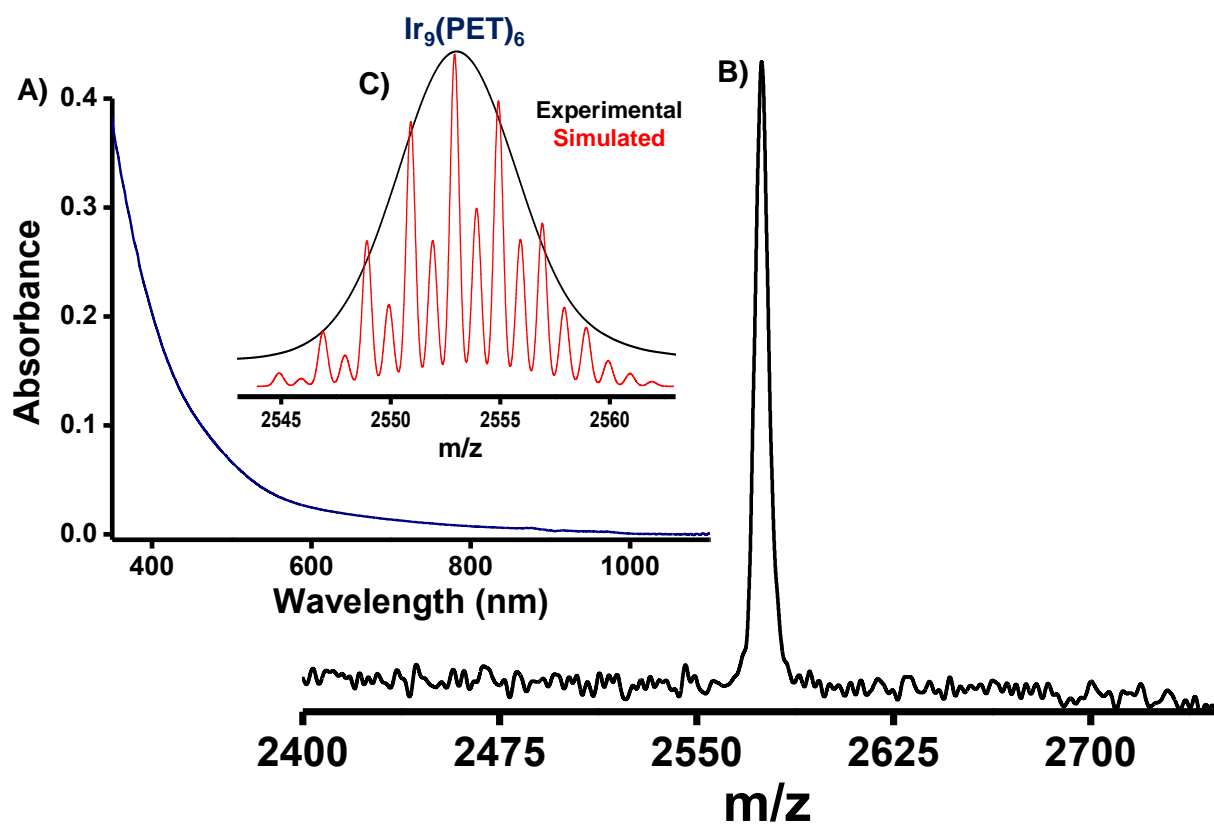 Ir₉(PET)₆
A)
C)
B)
Experimental
Simulated
0.4
0.3
0.2
0.1
0.0
Absorbance
2545 2550 2555 2560
m/z
400 600 800 1000
Wavelength (nm)
2400 2475 2550 2625 2700
m/z